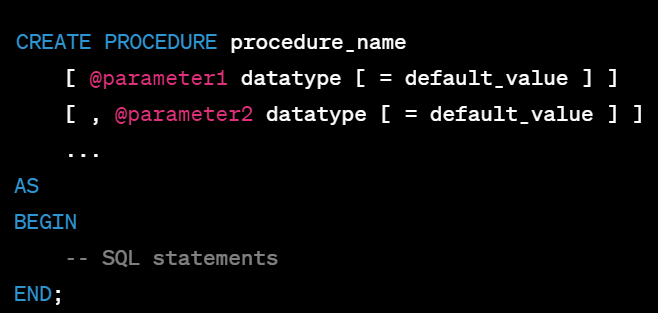 CREATE PROCEDURE procedure_name
[ @parameter1 datatype [ = default_value ] ]
[ , @parameter2 datatype [ = default_value ] ]
...
AS
BEGIN
-- SQL statements
END;